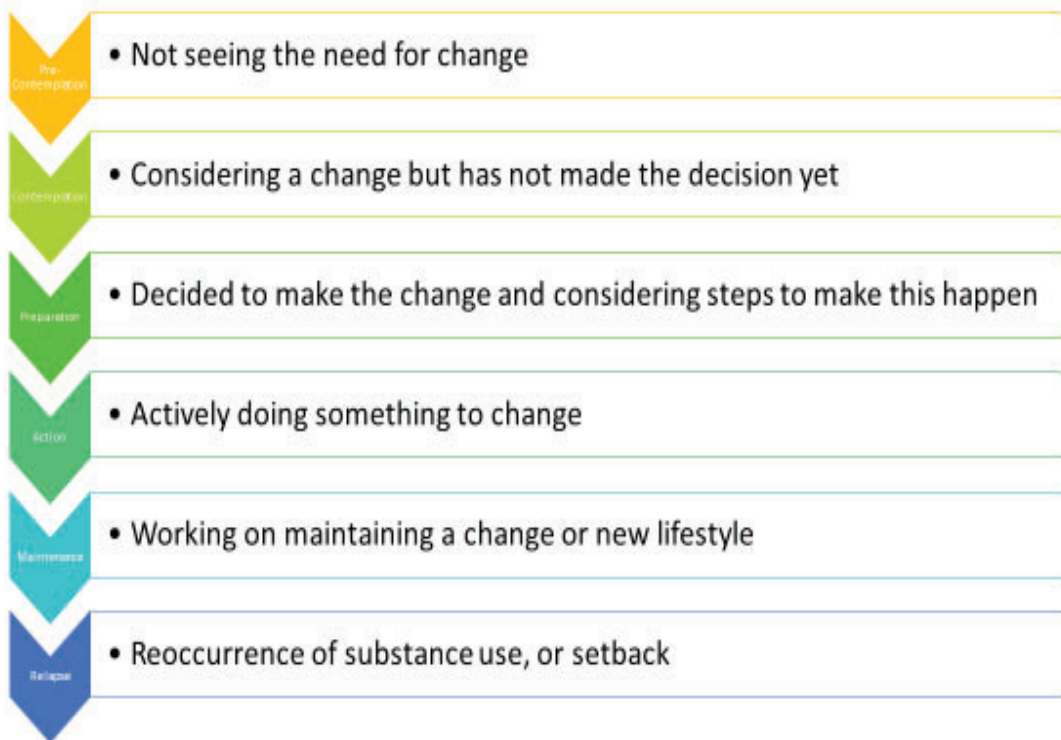 Pre-
Contemplation
• Not seeing the need for change
Contemplation
• Considering a change but has not made the decision yet
Preparation
• Decided to make the change and considering steps to make this happen
Action
• Actively doing something to change
Maintenance
• Working on maintaining a change or new lifestyle
Relapse
• Reoccurrence of substance use, or setback